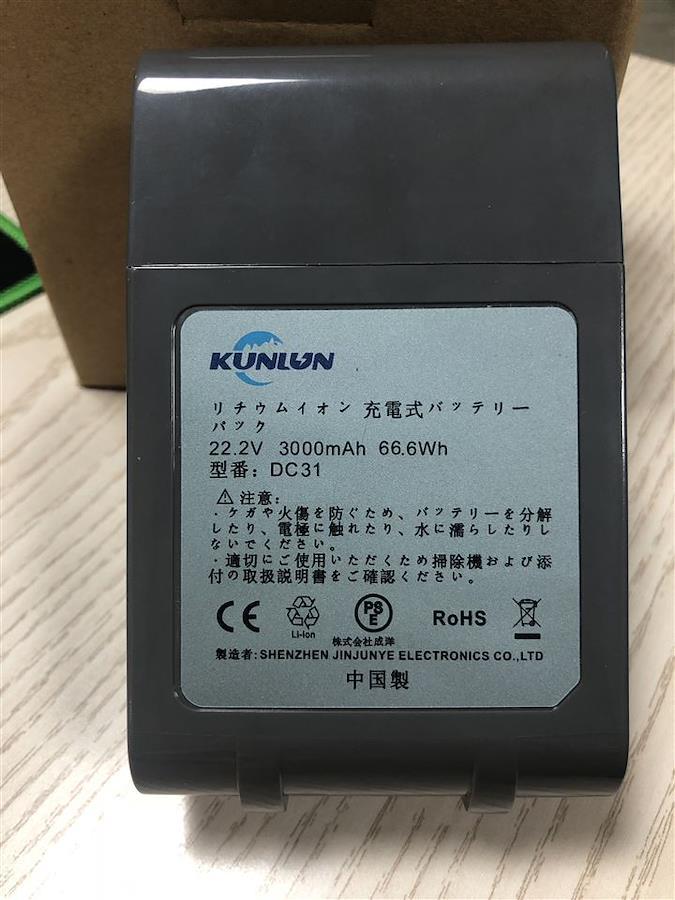 KUNLUN
リチウムイオン 充電式バッテリー
パック
22.2V 3000mAh 66.6Wh
型番：DC31
⚠注意：
・ケガや火傷を防ぐため、バッテリーを分解
したり、電極に触れたり、水に濡らしたりし
ないでください。
・適切にご使用いただくため掃除機および添
付の取扱説明書をご確認ください。
CE Li-ion PSE RoHS
株式会社成洋
製造者：SHENZHEN JINJUNYE ELECTRONICS CO.,LTD
中国製